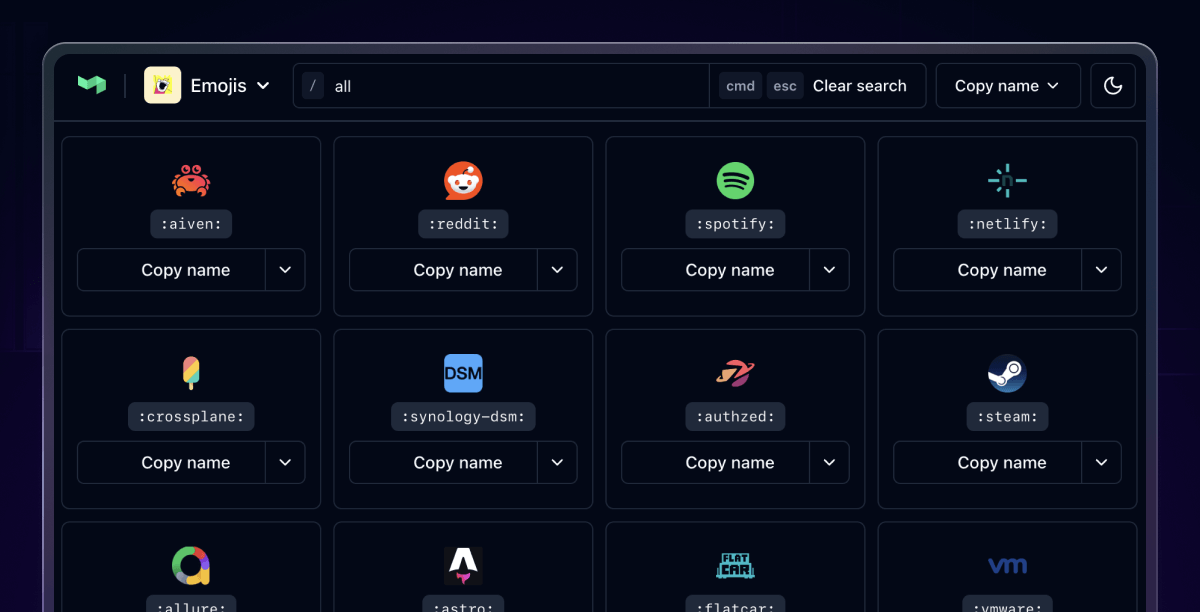 Emojis / all cmd esc Clear search Copy name
:aiven: :reddit: :spotify: :netlify:
Copy name Copy name Copy name Copy name
DSM
:crossplane: :synology-dsm: :authzed: :steam:
Copy name Copy name Copy name Copy name
FLAT
CAR
vm
:allure: :astro: :flatcar: :vmware: